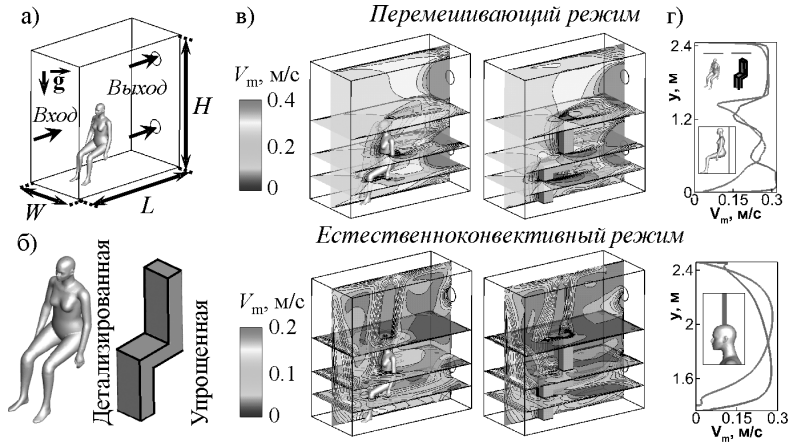 а)
g
Вход
Выход
H
W
L
б)
Детализированная
Упрощенная
в)
Перемешивающий режим
Vm, м/с
0.4
0.2
0
Естественноконвективный режим
Vm, м/с
0.2
0.1
0
г)
2.4
y, м
1.2
0
0
0.15
0.3
Vm, м/с
2.4
y, м
1.6
0
0.15
0.3
Vm, м/с